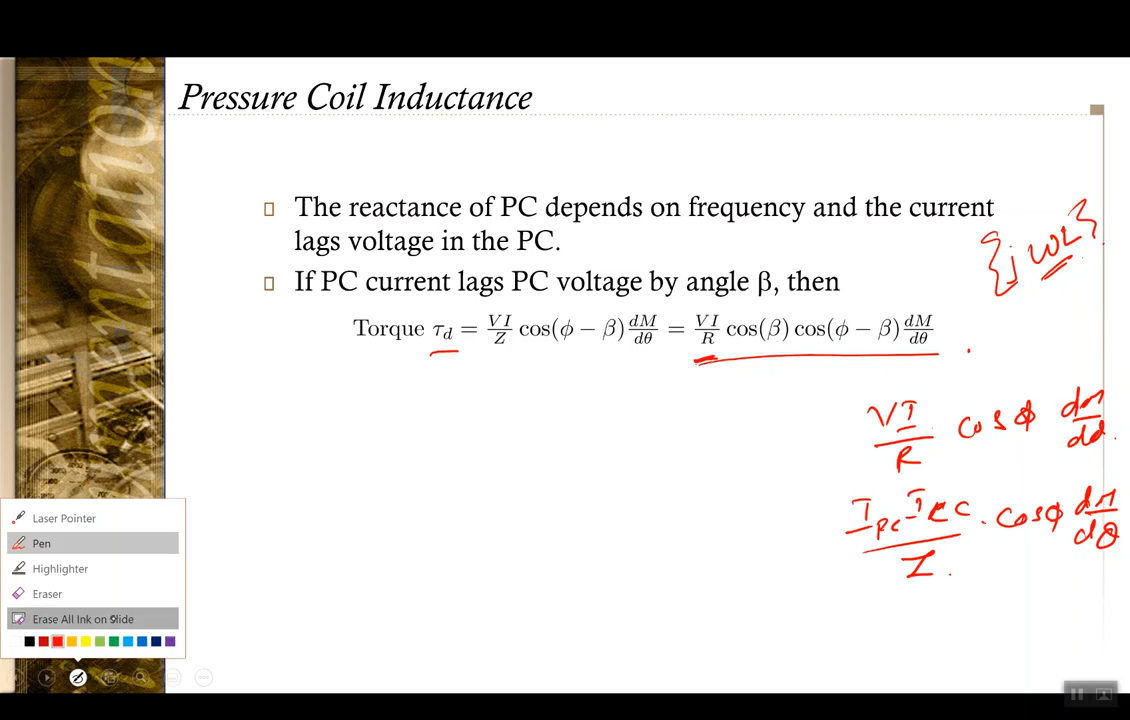 Pressure Coil Inductance
The reactance of PC depends on frequency and the current
lags voltage in the PC.
{jωL}
If PC current lags PC voltage by angle β, then
Torque τ_d = VI/Z cos(ϕ − β) dM/dθ = VI/R cos(β) cos(ϕ − β) dM/dθ
VI/R cosϕ dM/dθ
I_PC I_CC/Z . cosϕ dM/dθ
Laser Pointer
Pen
Highlighter
Eraser
Erase All Ink on Slide